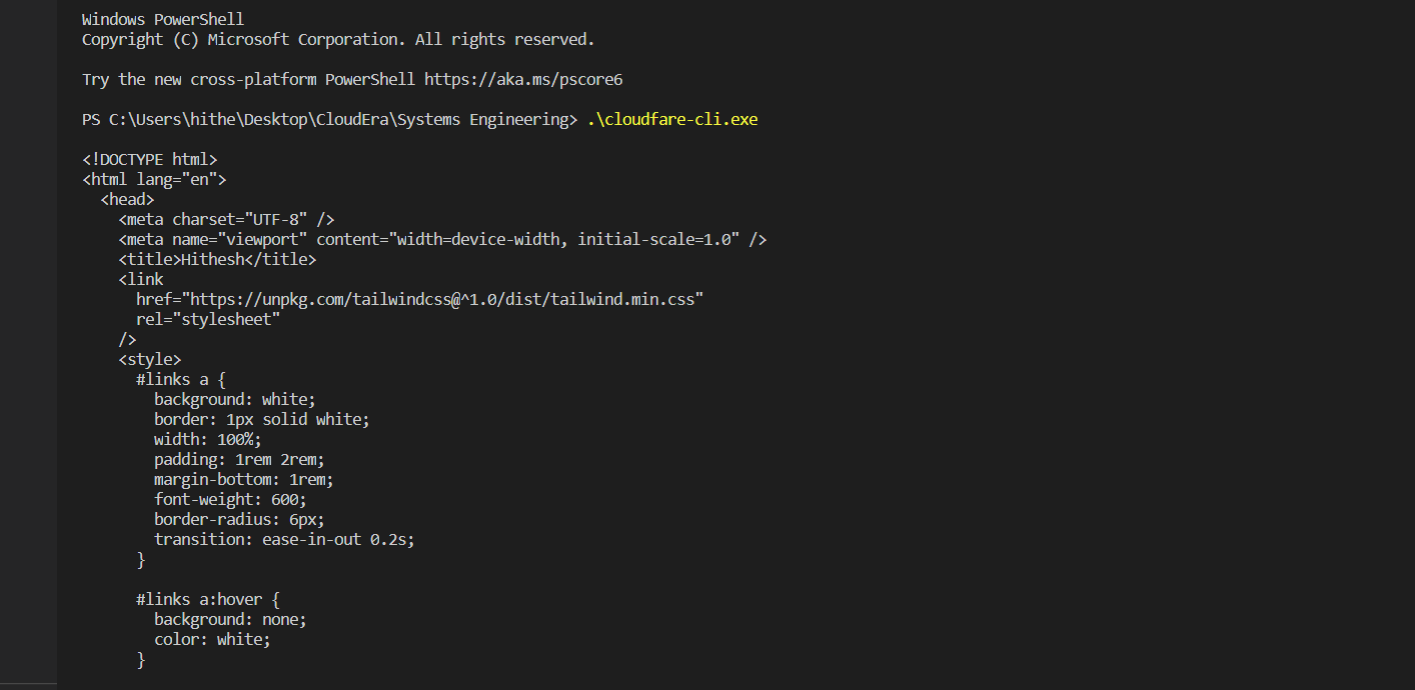 Windows PowerShell
Copyright (C) Microsoft Corporation. All rights reserved.
Try the new cross-platform PowerShell https://aka.ms/pscore6
PS C:\Users\hithe\Desktop\CloudEra\Systems Engineering> .\cloudfare-cli.exe
<!DOCTYPE html>
<html lang="en">
  <head>
    <meta charset="UTF-8" />
    <meta name="viewport" content="width=device-width, initial-scale=1.0" />
    <title>Hithesh</title>
    <link
      href="https://unpkg.com/tailwindcss@^1.0/dist/tailwind.min.css"
      rel="stylesheet"
    />
    <style>
      #links a {
        background: white;
        border: 1px solid white;
        width: 100%;
        padding: 1rem 2rem;
        margin-bottom: 1rem;
        font-weight: 600;
        border-radius: 6px;
        transition: ease-in-out 0.2s;
      }
      #links a:hover {
        background: none;
        color: white;
      }